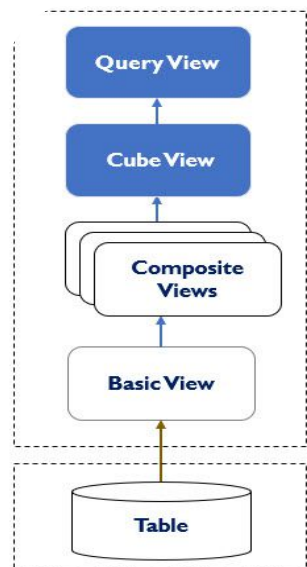 Query View
Cube View
Composite
Views
Basic View
Table